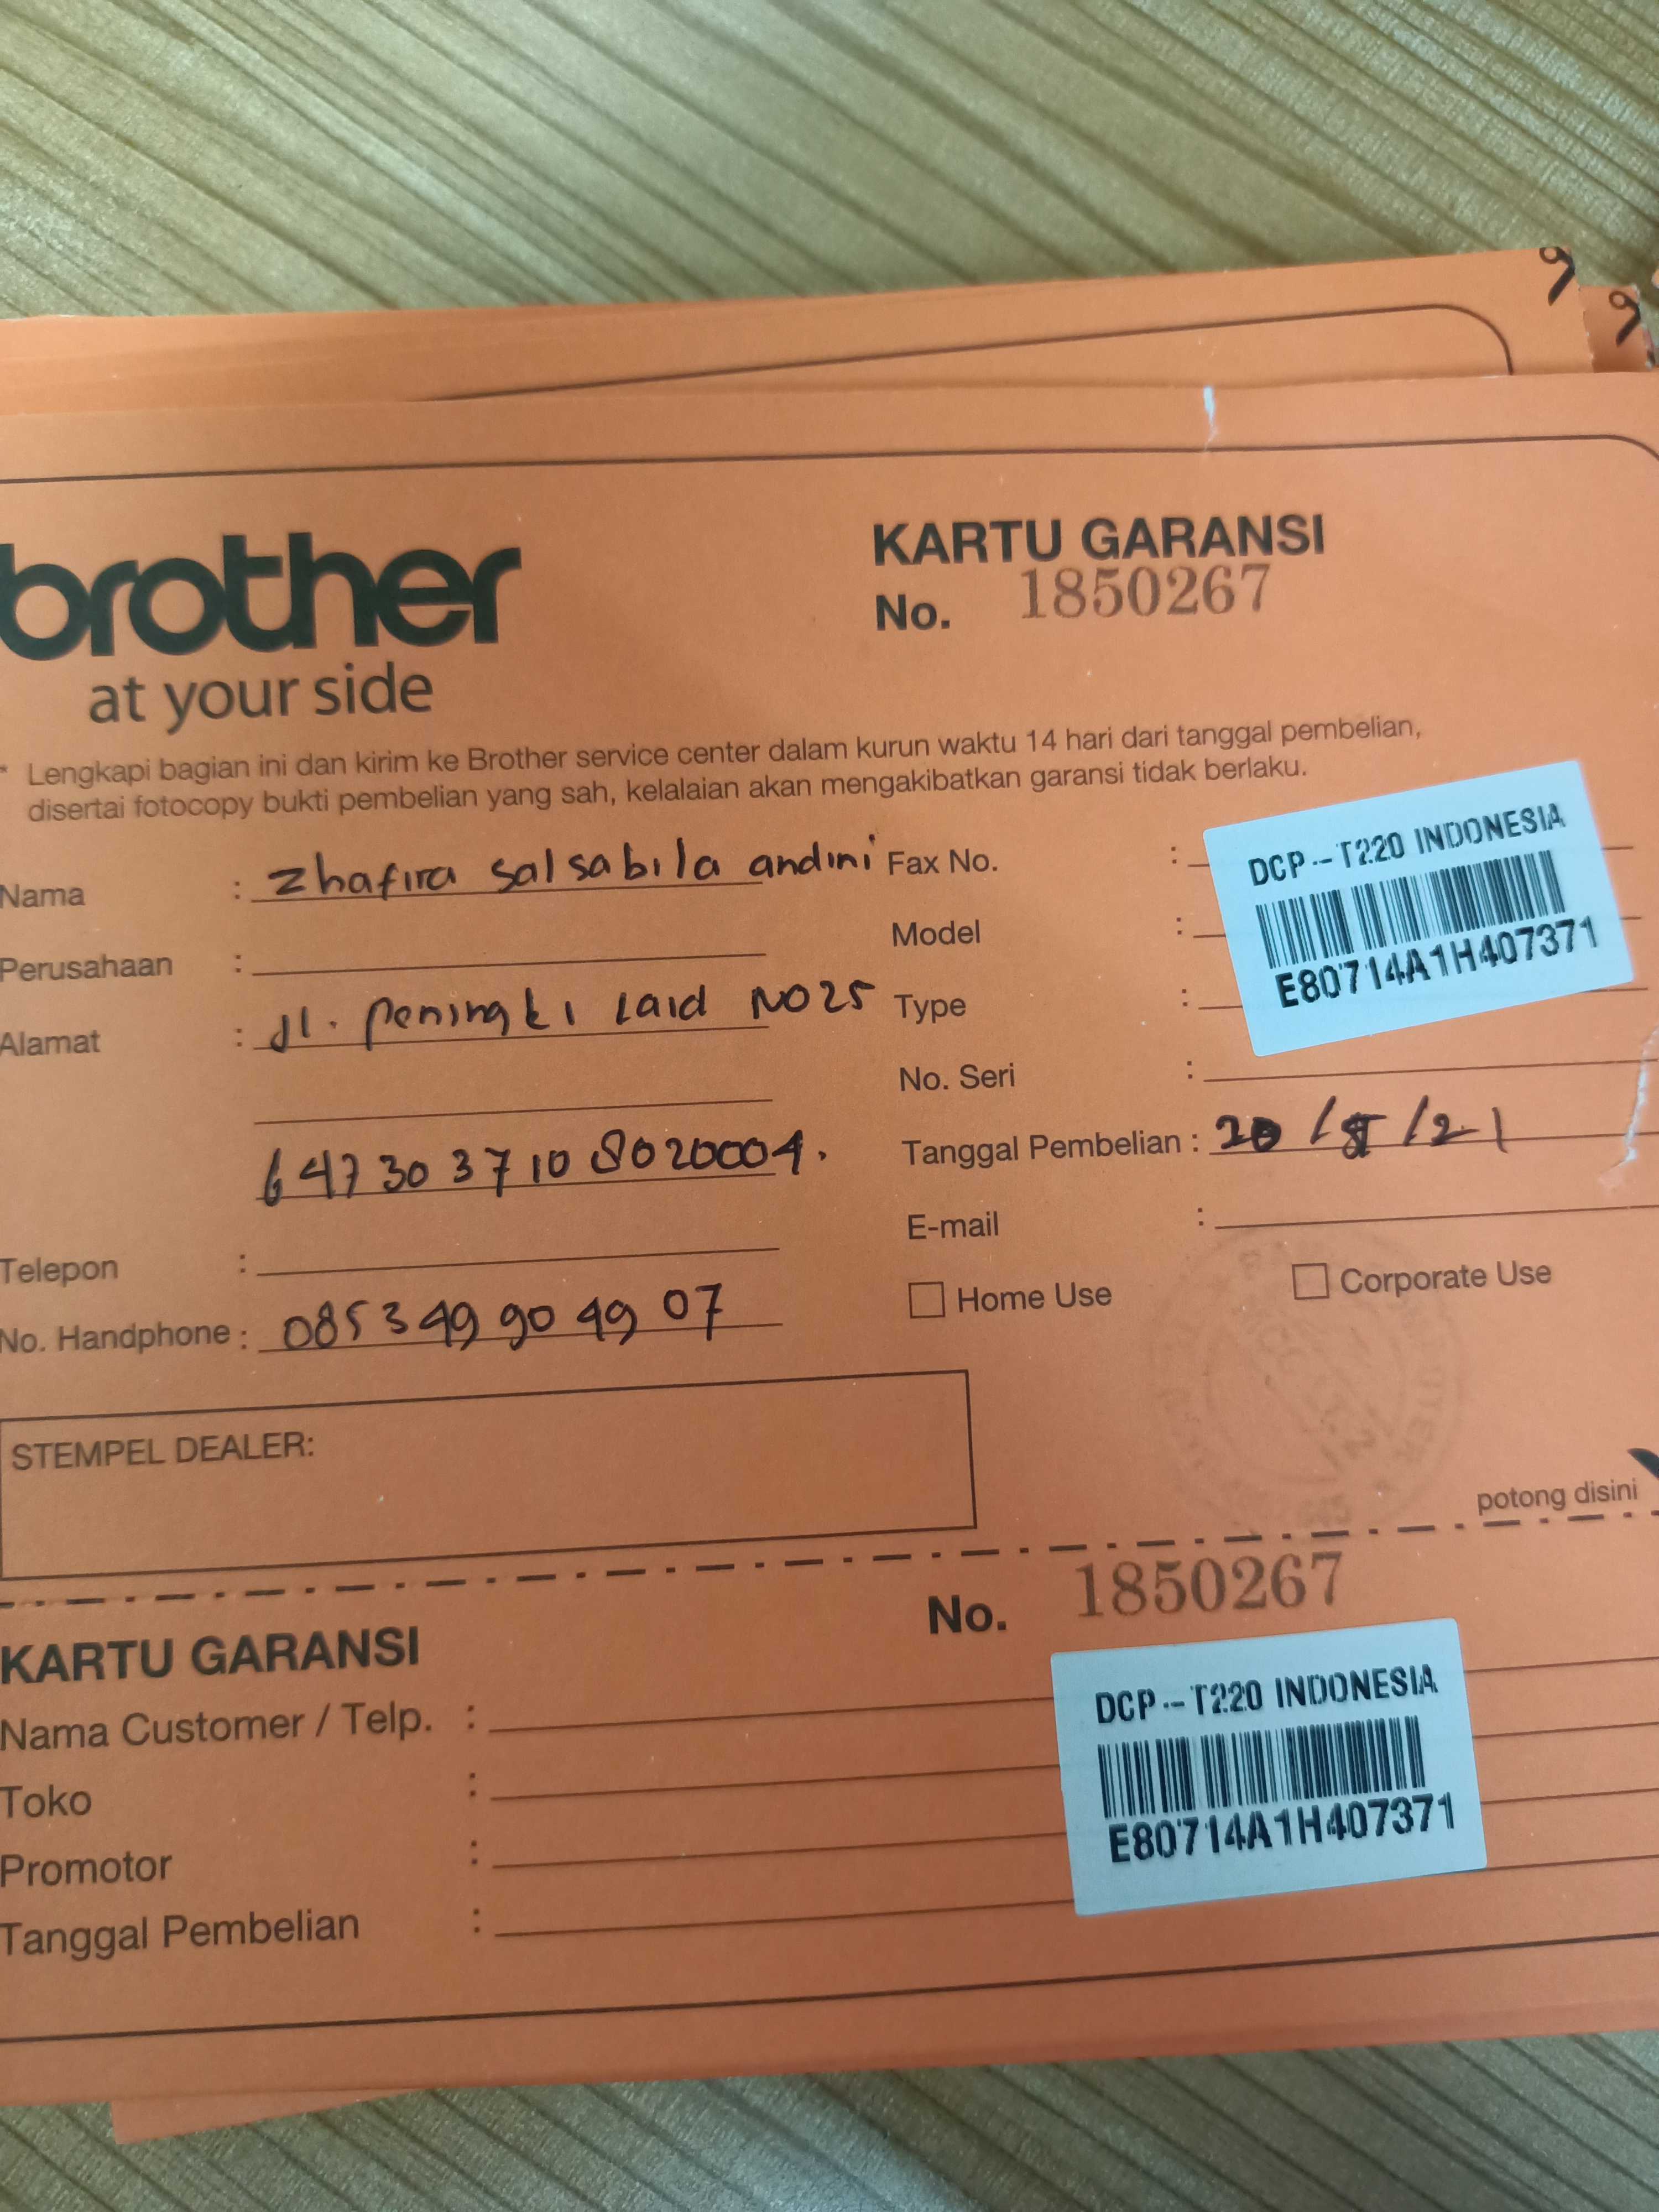 brother
at your side
KARTU GARANSI
No. 1850267
* Lengkapi bagian ini dan kirim ke Brother service center dalam kurun waktu 14 hari dari tanggal pembelian,
disertai fotocopy bukti pembelian yang sah, kelalaian akan mengakibatkan garansi tidak berlaku.
Nama : Zhafira salsabila andini
Perusahaan :
Alamat : Jl. peningki Laid NO25
6473037108020004.
Telepon :
No. Handphone : 085349904907
Fax No. :
Model :
Type :
No. Seri :
DCP-T220 INDONESIA
E80714A1H407371
Tanggal Pembelian : 20/8/21
E-mail :
Home Use
Corporate Use
STEMPEL DEALER:
potong disini
KARTU GARANSI
No. 1850267
Nama Customer / Telp. :
Toko :
Promotor :
Tanggal Pembelian :
DCP-T220 INDONESIA
E80714A1H407371